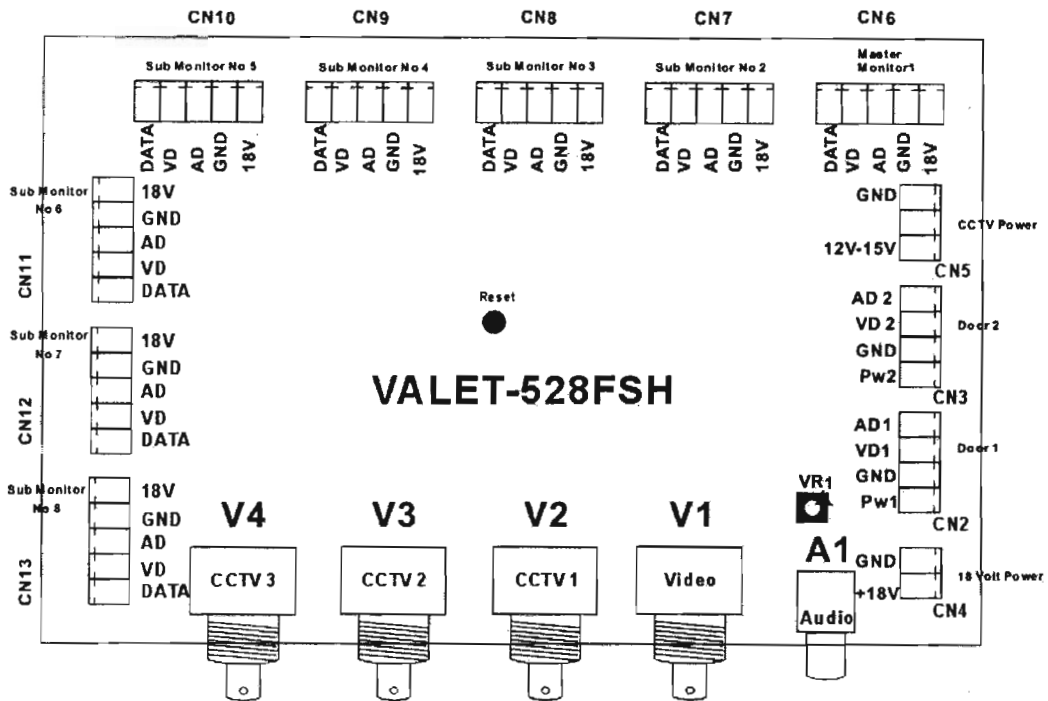 CN10 CN9 CN8 CN7 CN6
Sub Monitor No 5 Sub Monitor No 4 Sub Monitor No 3 Sub Monitor No 2 Master
Monitor1
DATA VD AD GND 18V
DATA VD AD GND 18V
DATA VD AD GND 18V
DATA VD AD GND 18V
DATA VD AD GND 18V
Sub Monitor
No 6
CN11
18V
GND
AD
VD
DATA
GND
12V-15V
CCTV Power
CN5
Reset
AD 2
VD 2
GND
Pw2
Door 2
CN3
Sub Monitor
No 7
CN12
18V
GND
AD
VD
DATA
VALET-528FSH
AD1
VD1
GND
Pw1
Door 1
CN2
Sub Monitor
No 8
CN13
18V
GND
AD
VD
DATA
V4 V3 V2 V1
VR1
A1
CCTV 3 CCTV 2 CCTV 1 Video
Audio
GND
+18V
18 Volt Power
CN4